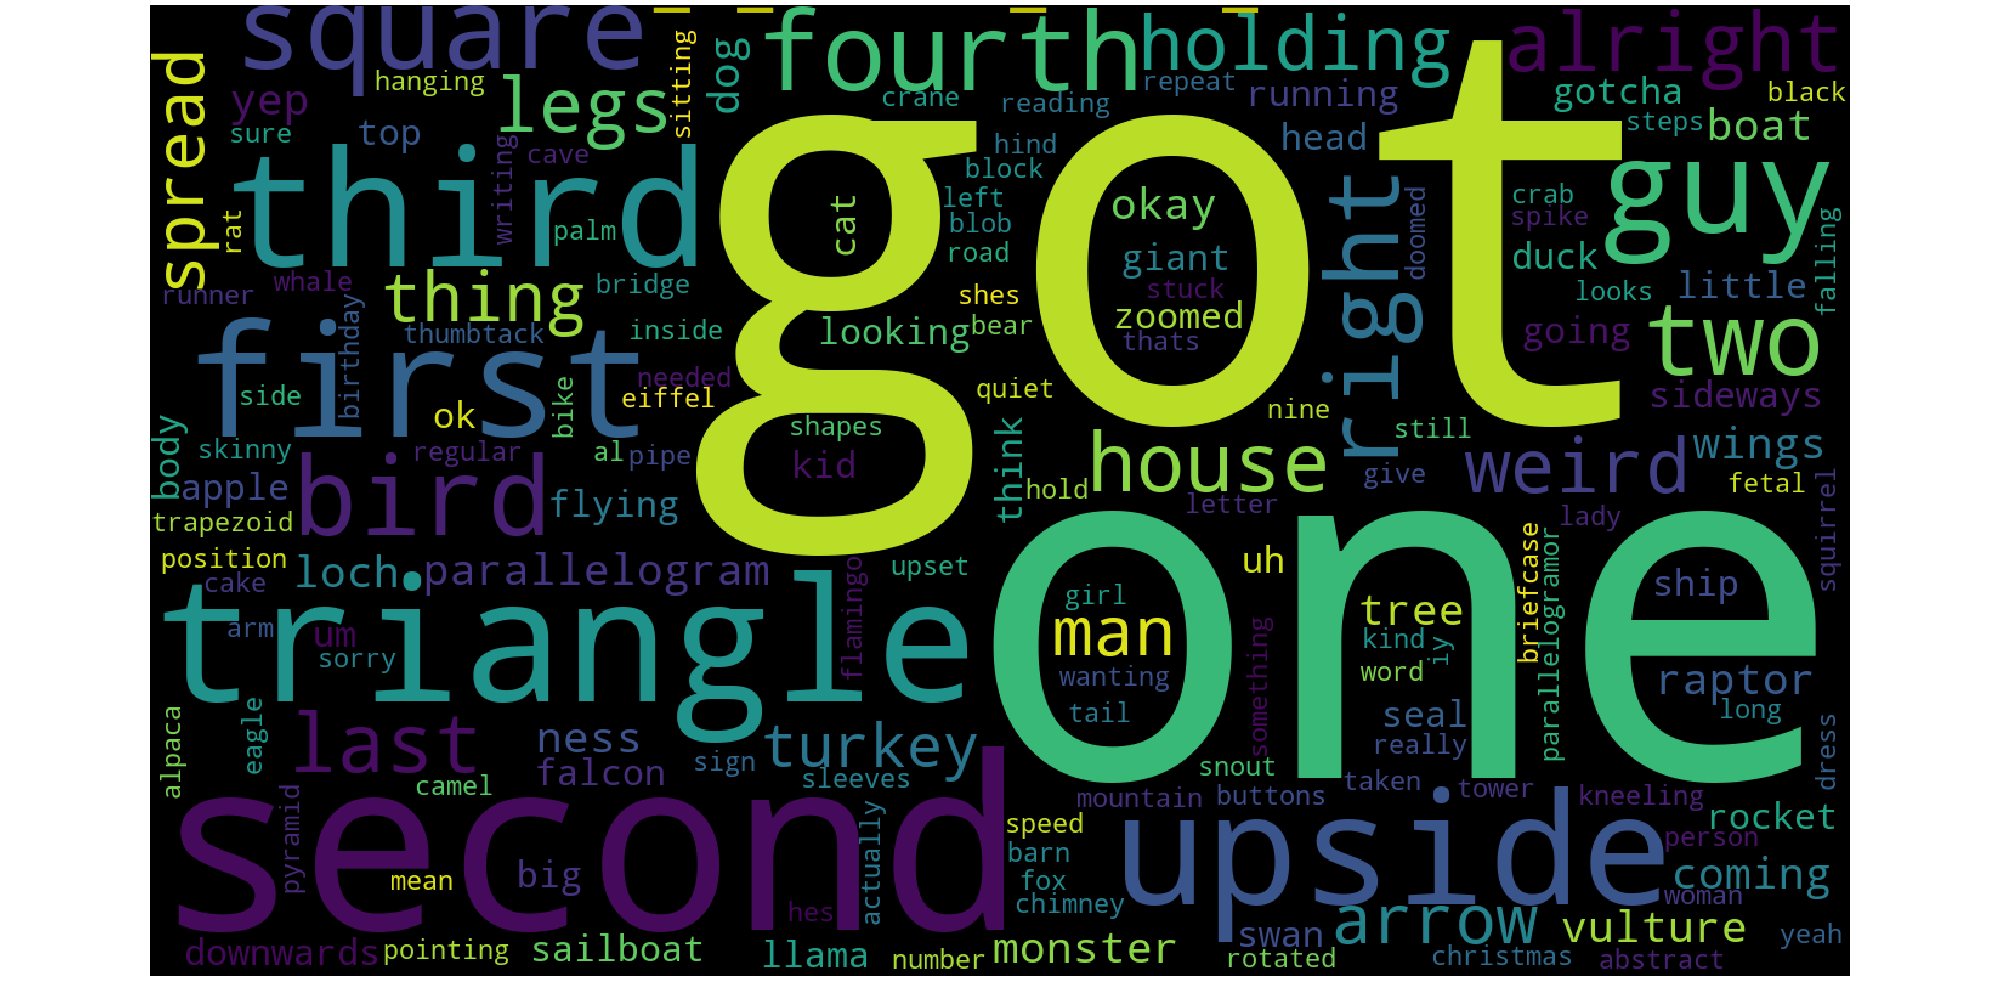 square
fourth
holding
alright
spread
hanging
sitting
dog
legs
yep
sure
top
crane
reading
repeat
running
gotcha
black
steps
boat
head
third
writing
cave
hind
block
got
guy
rat
palm
cat
left
blob
road
okay
giant
right
doomed
crab
spike
duck
falling
whale
runner
thing
bridge
shes
stuck
looks
little
birthday
thumbtack
inside
looking
bear
zoomed
thats
going
two
first
needed
side
ok
bike
eiffel
quiet
nine
sideways
body
skinny
regular
al
pipe
shapes
kid
think
house
still
weird
wings
apple
bird
flying
hold
letter
give
fetal
trapezoid
lady
squirrel
position
loch
parallelogram
flamingo
upset
uh
one
briefcase
parallelogramor
ship
cake
arm
um
sorry
triangle
girl
man
tree
kind
iy
word
wanting
something
raptor
alpaca
eagle
last
ness
falcon
turkey
sign
sleeves
tail
seal
really
long
dress
camel
snout
taken
tower
pyramid
second
mountain
buttons
kneeling
rocket
actually
speed
barn
upside
person
mean
big
fox
chimney
coming
woman
hes
arrow
swan
vulture
yeah
downwards
pointing
sailboat
llama
number
monster
rotated
christmas
abstract